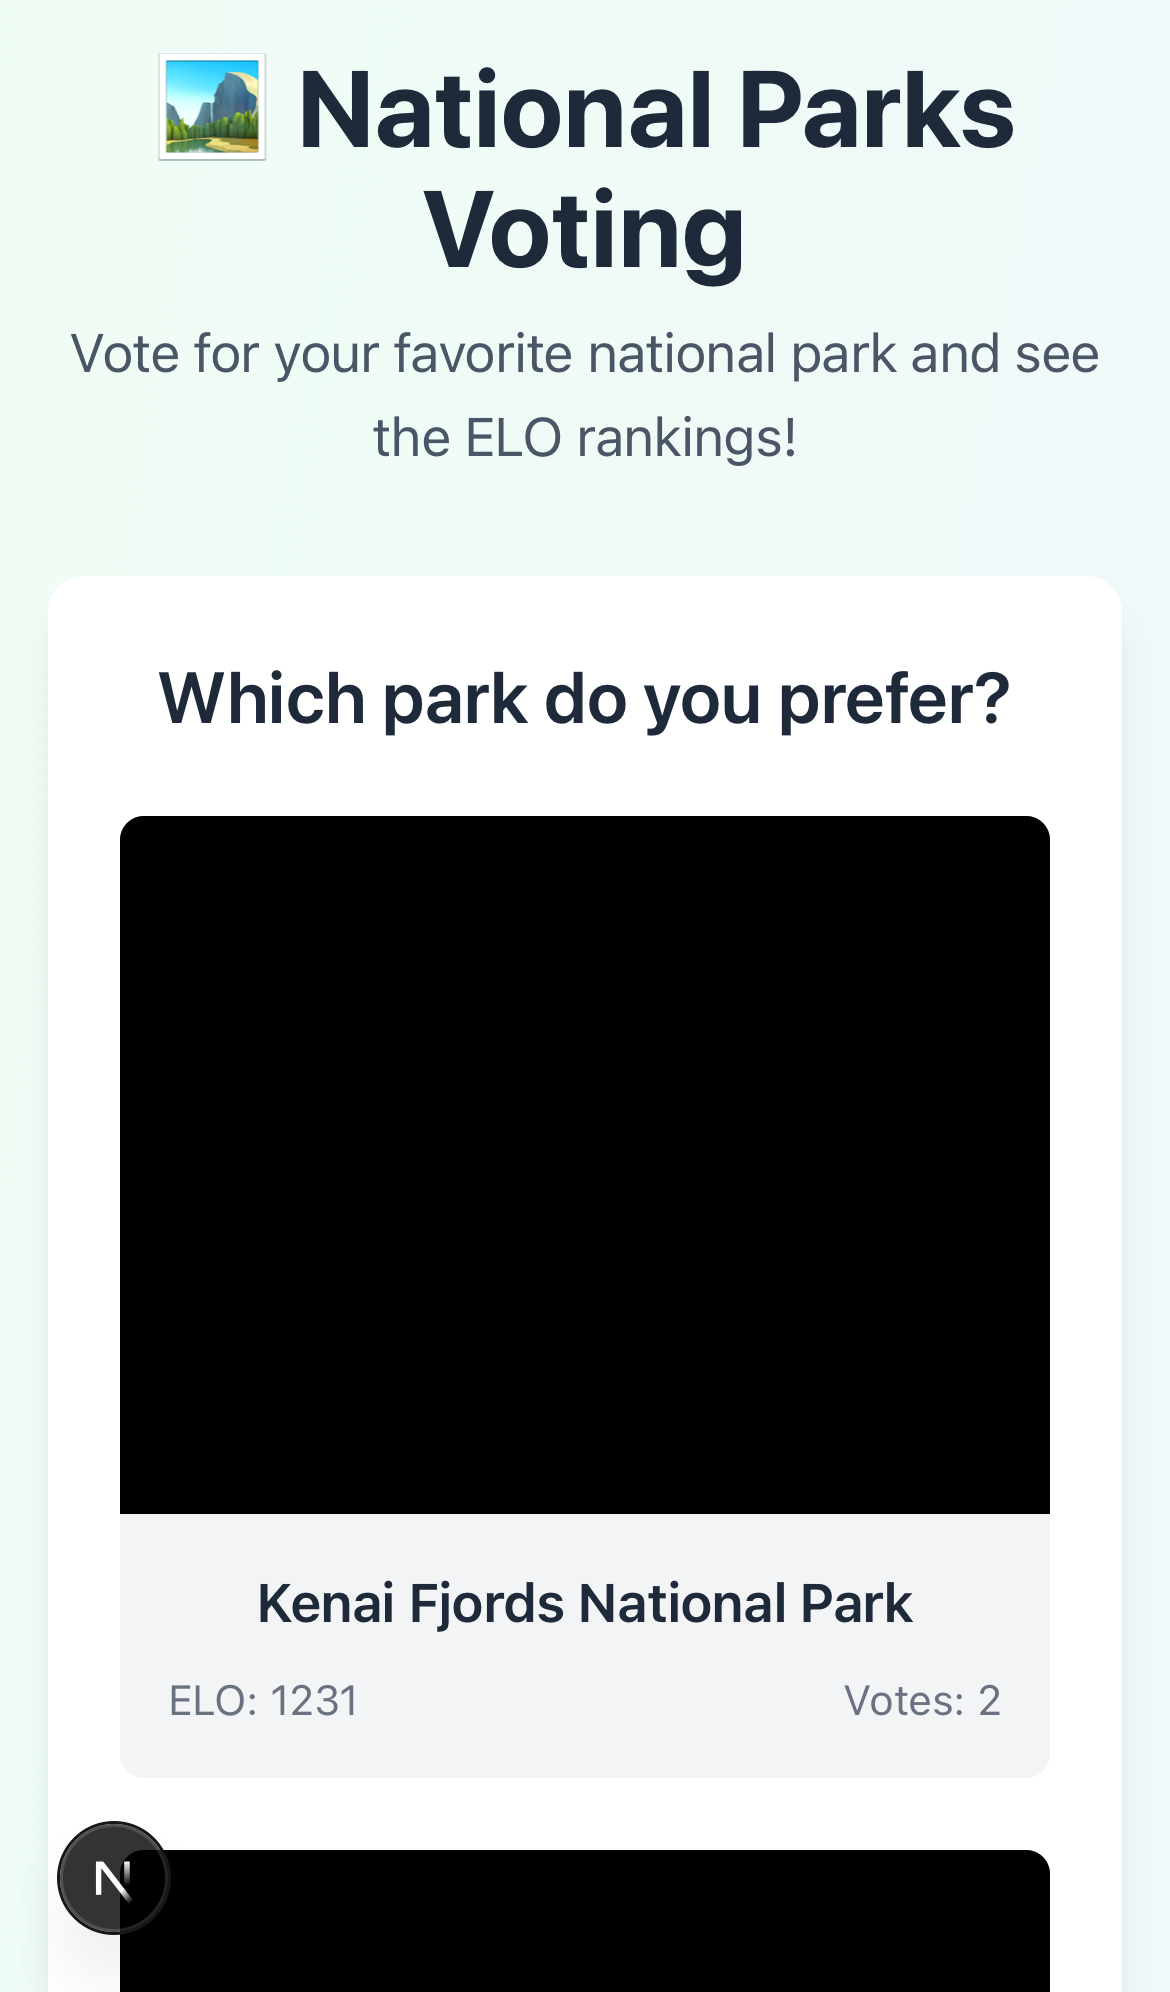 National Parks
Voting
Vote for your favorite national park and see
the ELO rankings!
Which park do you prefer?
Kenai Fjords National Park
ELO: 1231 Votes: 2
N